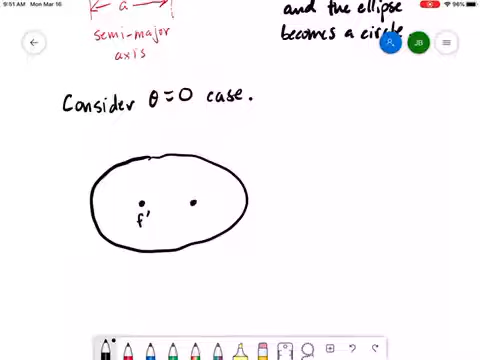 9:51 AM Mon Mar 16
96%
a
semi-major
axis
and the ellipse
becomes a circle.
JB
Consider θ=0 case.
f'